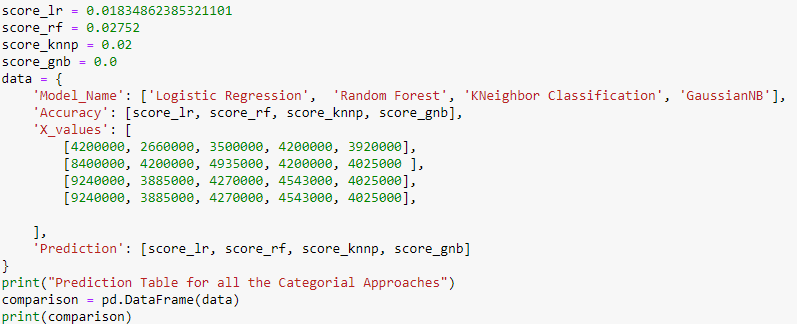 score_lr = 0.01834862385321101
score_rf = 0.02752
score_knnp = 0.02
score_gnb = 0.0
data = {
    'Model_Name': ['Logistic Regression',  'Random Forest', 'KNeighbor Classification', 'GaussianNB'],
    'Accuracy': [score_lr, score_rf, score_knnp, score_gnb],
    'X_values': [
        [4200000, 2660000, 3500000, 4200000, 3920000],
        [8400000, 4200000, 4935000, 4200000, 4025000 ],
        [9240000, 3885000, 4270000, 4543000, 4025000],
        [9240000, 3885000, 4270000, 4543000, 4025000],
    ],
    'Prediction': [score_lr, score_rf, score_knnp, score_gnb]
}
print("Prediction Table for all the Categorial Approaches")
comparison = pd.DataFrame(data)
print(comparison)